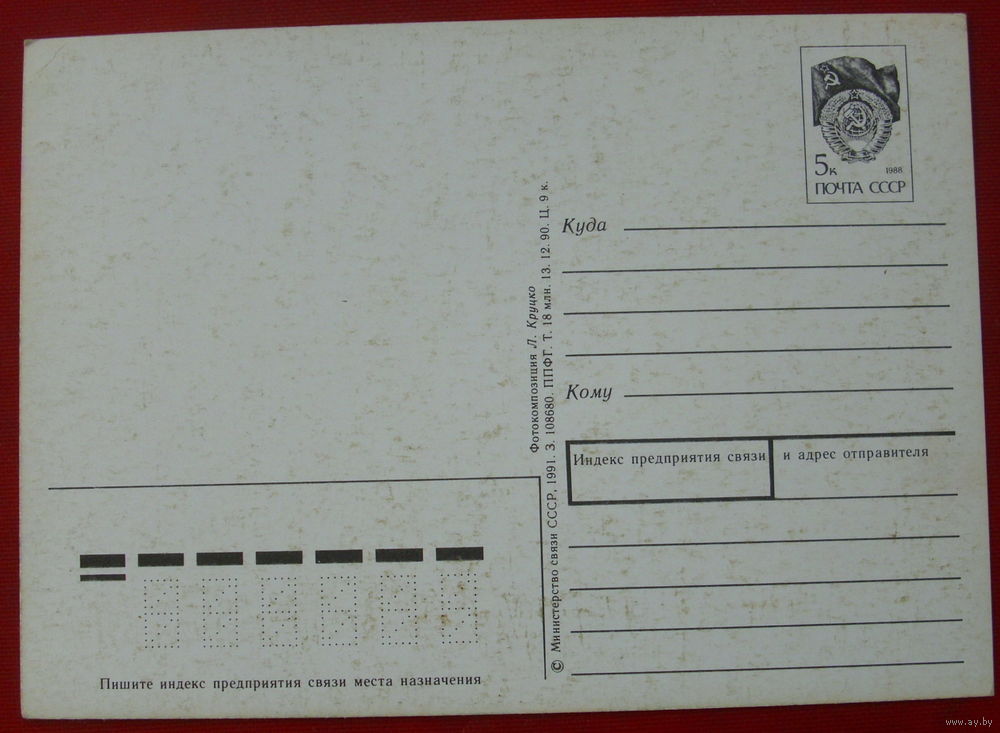 5к
1988
ПОЧТА СССР
Куда
Кому
Индекс предприятия связи
и адрес отправителя
Фотокомпозиция Л. Круцко
© Министерство связи СССР, 1991. З. 108680. ППФГ. Т. 18 млн. 13. 12. 90. Ц. 9 к.
Пишите индекс предприятия связи места назначения
www.ay.by